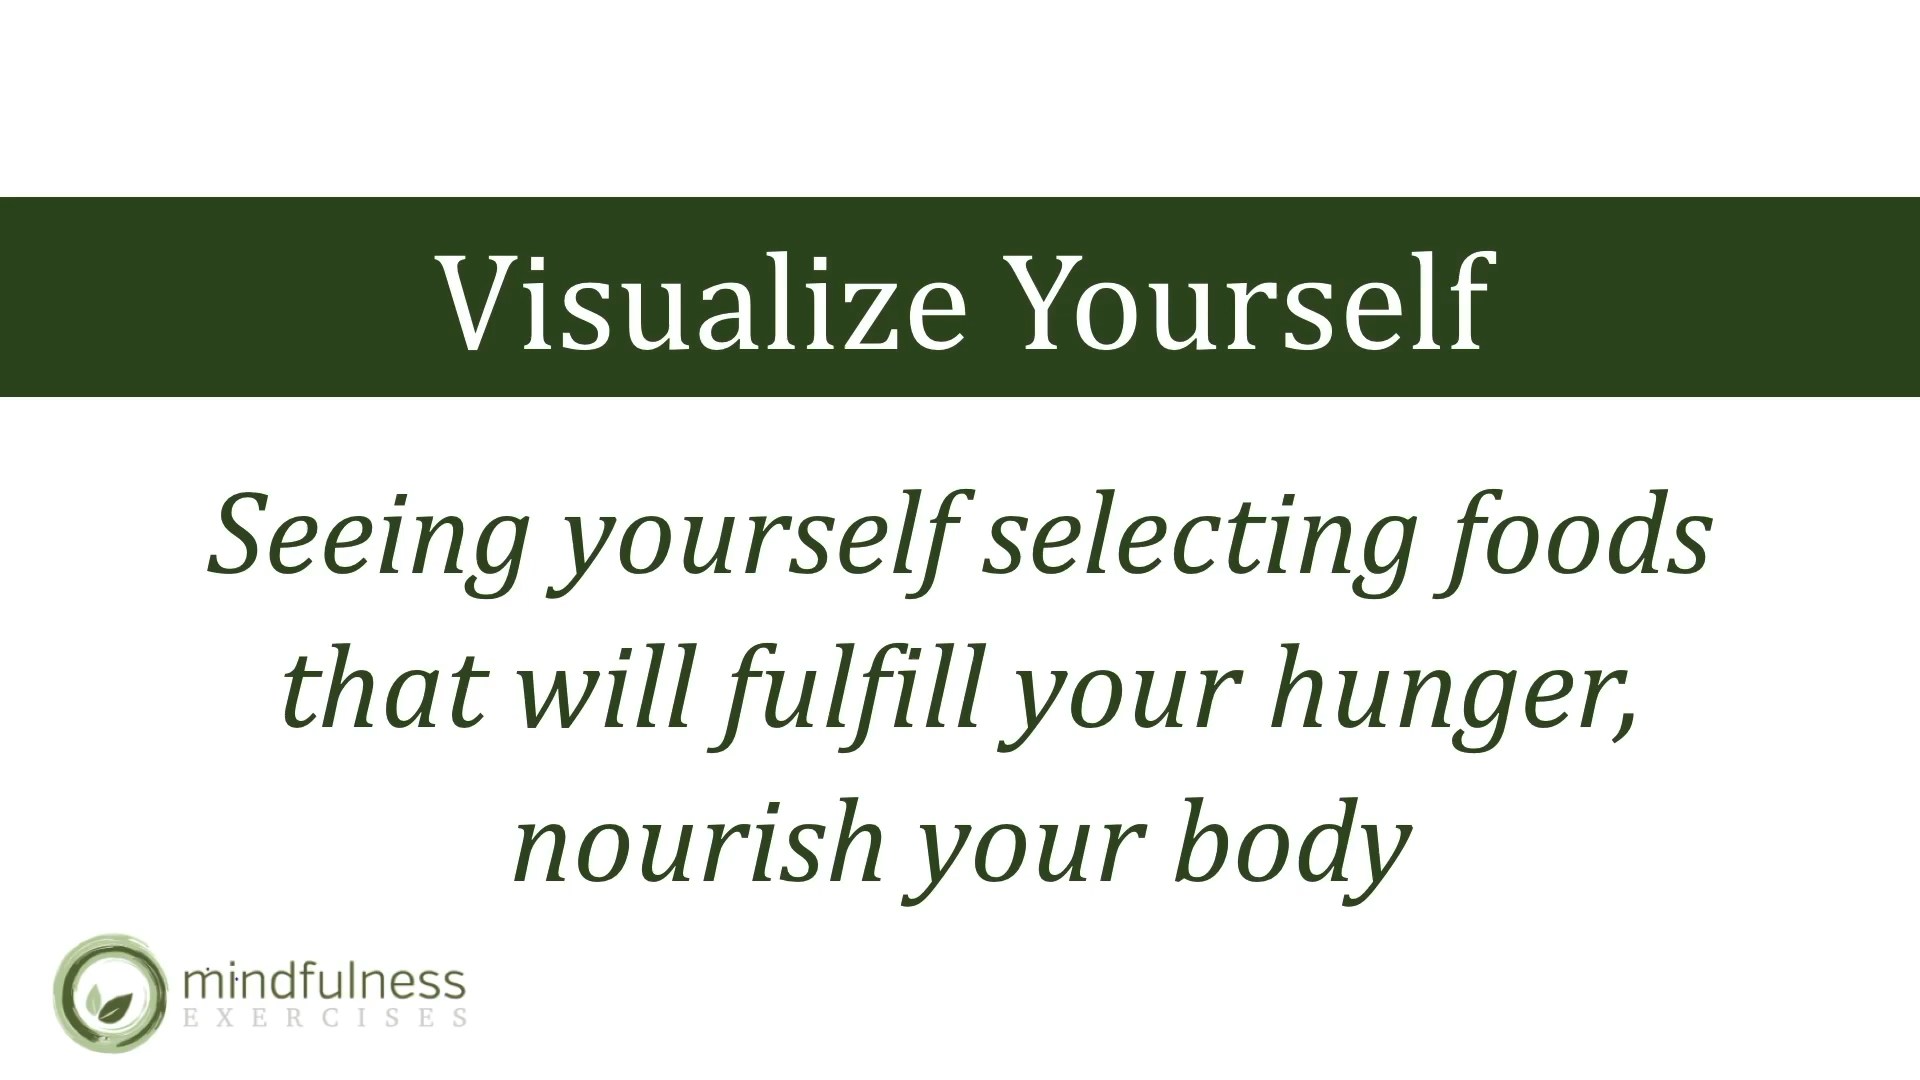 Visualize Yourself
Seeing yourself selecting foods
that will fulfill your hunger,
nourish your body
mindfulness
EXERCISES